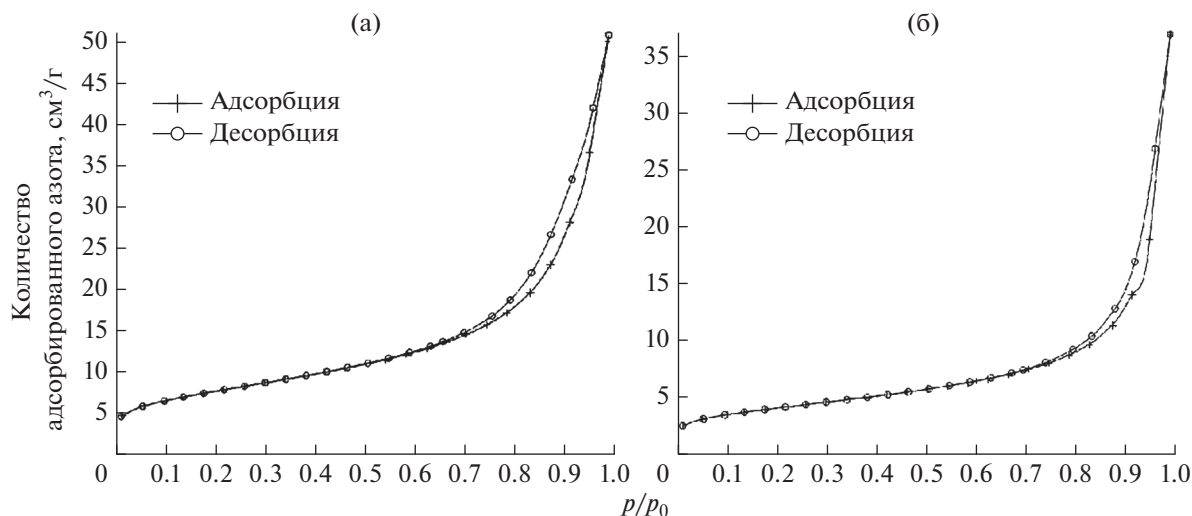 (а)
(б)
Количество
адсорбированного азота, см³/г
50
45
40
35
30
25
20
15
10
5
0
Адсорбция
Десорбция
0.1 0.2 0.3 0.4 0.5 0.6 0.7 0.8 0.9 1.0
35
30
25
20
15
10
5
0
Адсорбция
Десорбция
0.1 0.2 0.3 0.4 0.5 0.6 0.7 0.8 0.9 1.0
p/p₀